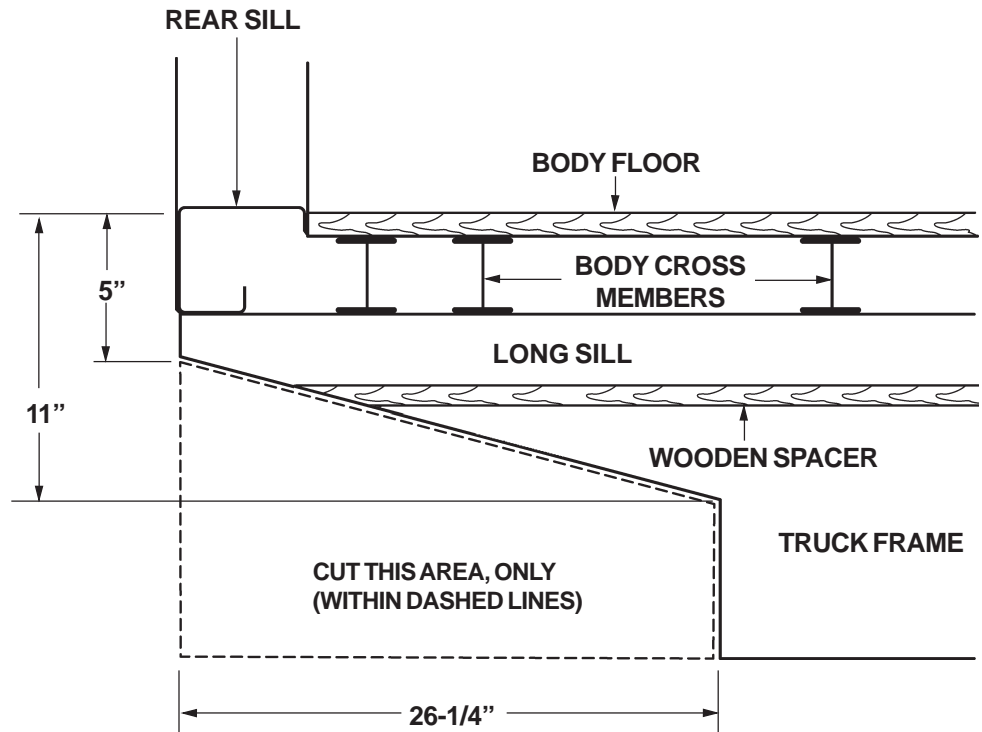 REAR SILL
BODY FLOOR
BODY CROSS
MEMBERS
5”
LONG SILL
11”
WOODEN SPACER
TRUCK FRAME
CUT THIS AREA, ONLY
(WITHIN DASHED LINES)
26-1/4”